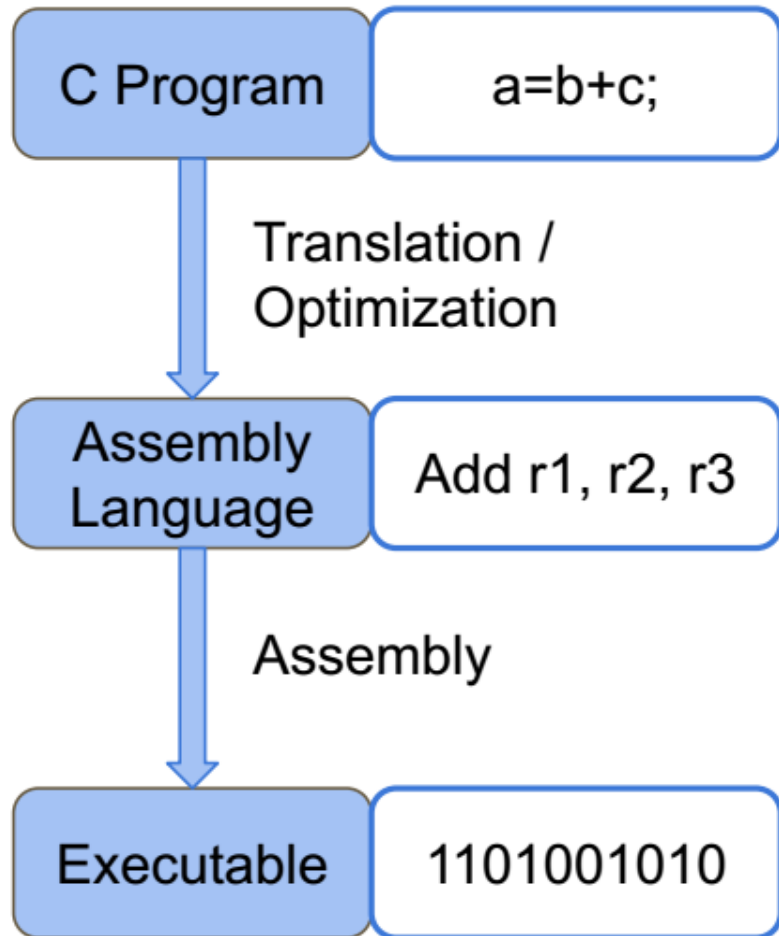 C Program
a=b+c;
Translation /
Optimization
Assembly
Language
Add r1, r2, r3
Assembly
Executable
1101001010